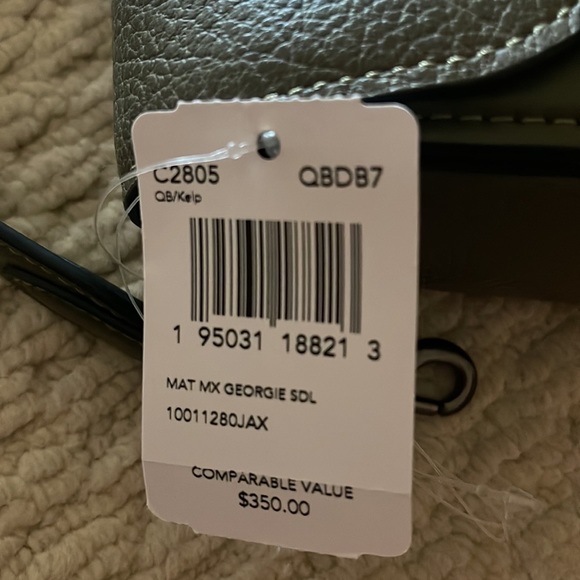 C2805 QBDB7
QB/Kelp
1 95031 18821 3
MAT MX GEORGIE SDL
10011280JAX
COMPARABLE VALUE
$350.00